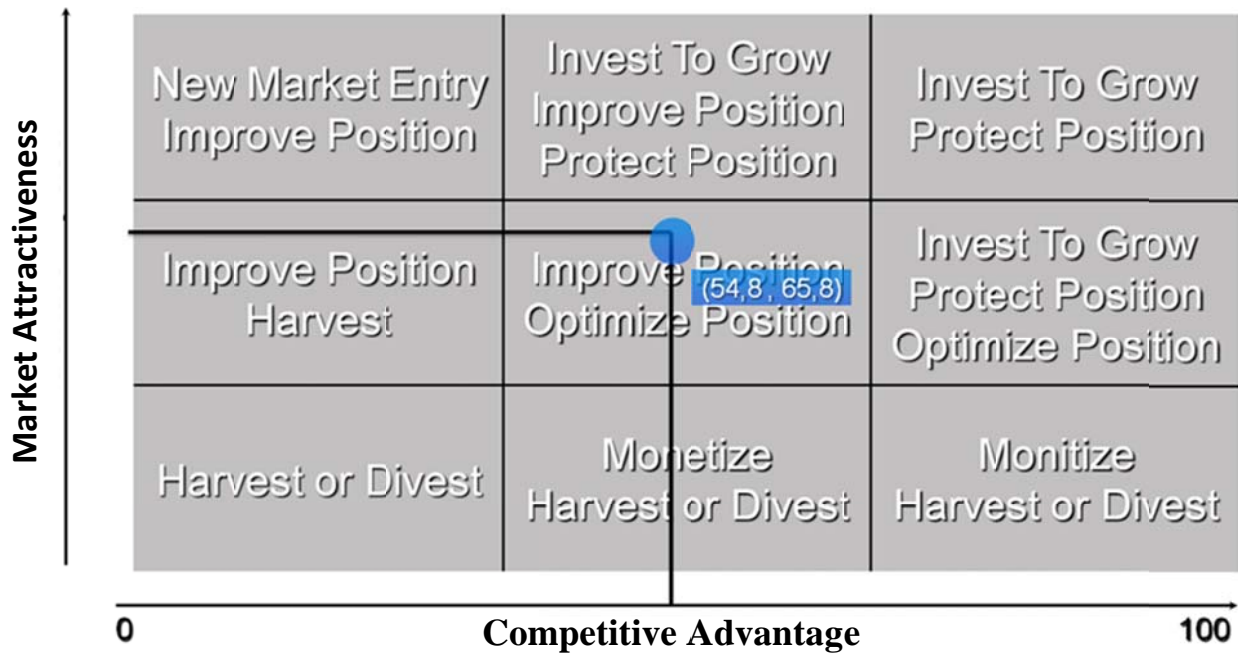 Market Attractiveness
New Market Entry
Improve Position
Invest To Grow
Improve Position
Protect Position
Invest To Grow
Protect Position
Improve Position
Harvest
Improve Position
(54,8 , 65,8)
Optimize Position
Invest To Grow
Protect Position
Optimize Position
Harvest or Divest
Monetize
Harvest or Divest
Monitize
Harvest or Divest
0
Competitive Advantage
100